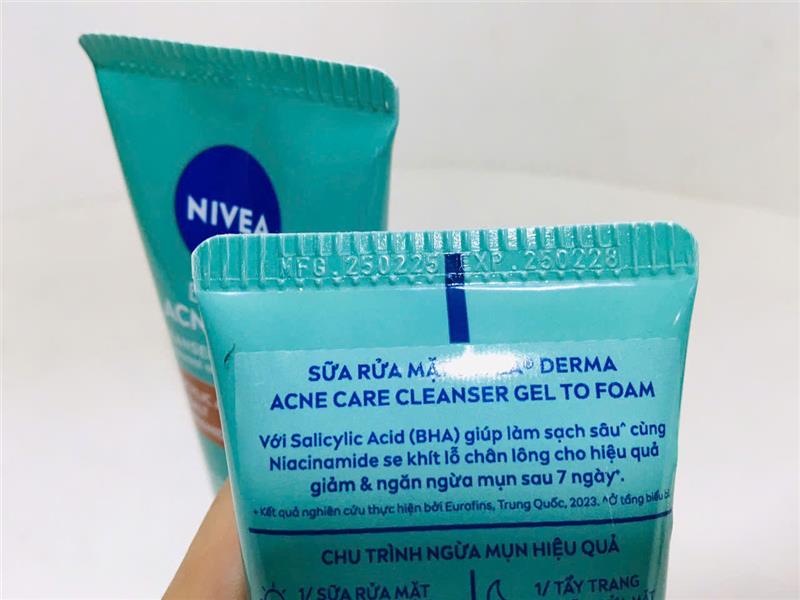 NIVEA
MFG.250225 EXP.250228
SỮA RỬA DERMA
ACNE CARE CLEANSER GEL TO FOAM
Với Salicylic Acid (BHA) giúp làm sạch sâu^ cùng
Niacinamide se khít lỗ chân lông cho hiệu quả
giảm & ngăn ngừa mụn sau 7 ngày*.
*Kết quả nghiên cứu thực hiện bởi Eurofins, Trung Quốc, 2023. ^Ở tầng biểu
CHU TRÌNH NGỪA MỤN HIỆU QUẢ
1/ SỮA RỬA MẶT
1/ TẨY TRANG